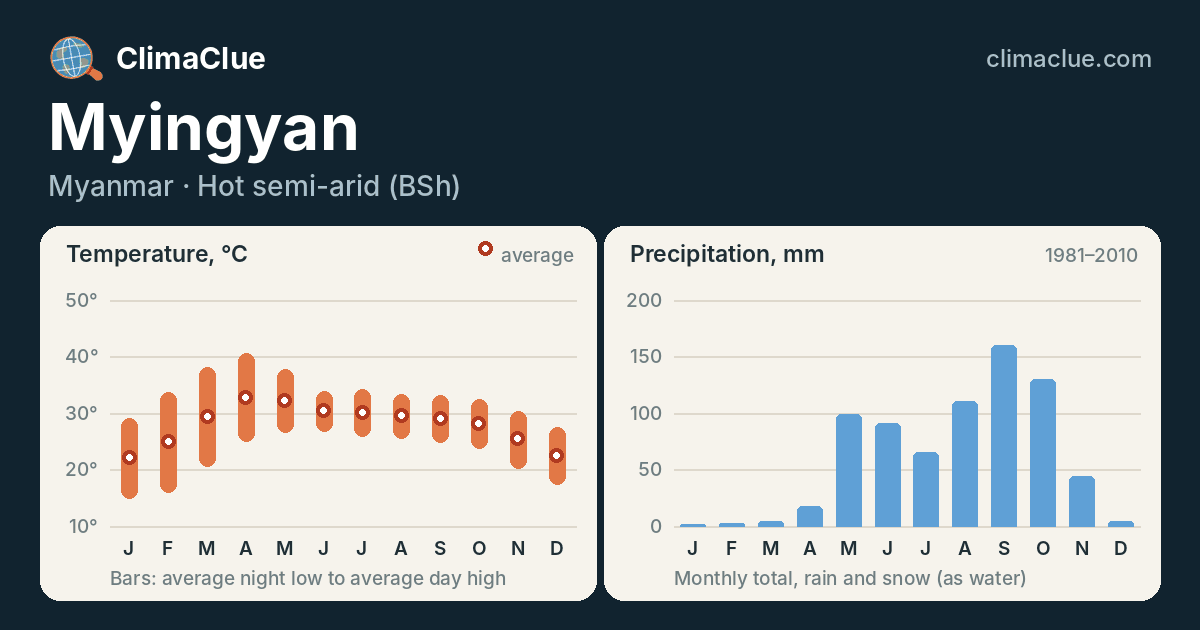 ClimaClue
climaclue.com
Myingyan
Myanmar · Hot semi-arid (BSh)
Temperature, °C
average
50°
40°
30°
20°
10°
J F M A M J J A S O N D
Bars: average night low to average day high
Precipitation, mm
1981–2010
200
150
100
50
0
J F M A M J J A S O N D
Monthly total, rain and snow (as water)